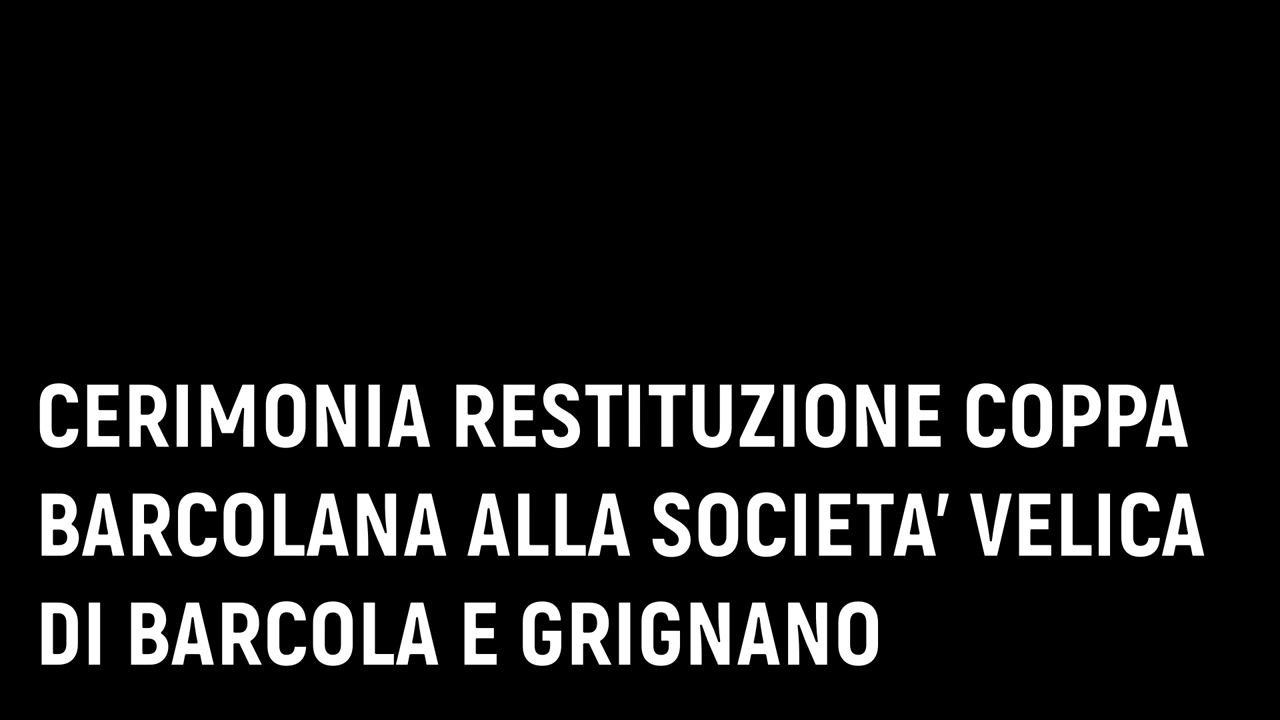 CERIMONIA RESTITUZIONE COPPA
BARCOLANA ALLA SOCIETA' VELICA
DI BARCOLA E GRIGNANO